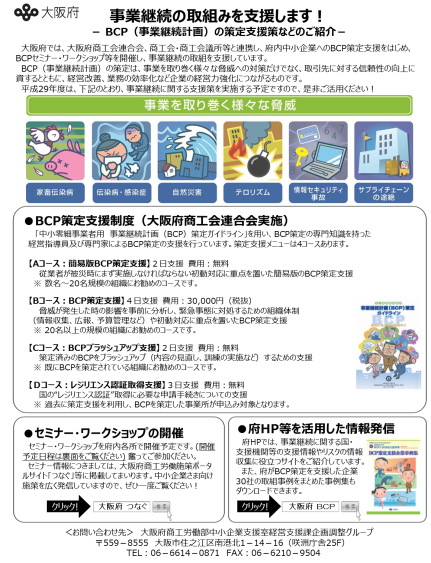 大阪府
事業継続の取組みを支援します！
－ BCP（事業継続計画）の策定支援策などのご紹介－
大阪府では、大阪府商工会連合会、商工会・商工会議所等と連携し、府内中小企業へのBCP策定支援をはじめ、
BCPセミナー・ワークショップ等を開催し、事業継続の取組を支援しています。
BCP（事業継続計画）の策定は、事業を取り巻く様々な脅威への対策だけでなく、取引先に対する信頼性の向上に
資するとともに、経営改善、業務の効率化など企業の経営力強化につながるものです。
平成29年度は、下記のとおり、事業継続に関する支援策を実施する予定ですので、是非ご活用ください！
事業を取り巻く様々な脅威
家畜伝染病
伝染病・感染症
自然災害
テロリズム
情報セキュリティ
事故
サプライチェーン
の途絶
●BCP策定支援制度（大阪府商工会連合会実施）
「中小零細事業者用 事業継続計画（BCP）策定ガイドライン」を用い、BCP策定の専門知識を持った
経営指導員及び専門家によるBCP策定の支援を行っています。策定支援メニューは4コースあります。
【Aコース：簡易版BCP策定支援】２日支援 費用：無料
従業者が被災時にまず実施しなければならない初動対応に重点を置いた簡易版のBCP策定支援
※ 数名～20名規模の組織にお勧めのコースです。
【Bコース：BCP策定支援】４日支援 費用：30,000円（税抜）
脅威が発生した時の影響を事前に分析し、緊急事態に対処するための組織体制
（情報収集、広報、予算管理など）や初動対応に重点を置いたBCP策定支援
※ 20名以上の規模の組織にお勧めのコースです。
【Cコース：BCPブラッシュアップ支援】２日支援 費用：無料
策定済みのBCPをブラッシュアップ（内容の見直し、訓練の実施など）するための支援
※ 既にBCPを策定されている組織にお勧めのコースです。
【Ｄコース：レジリエンス認証取得支援】３日支援 費用：無料
国の“レジリエンス認証”取得に必要な申請手続きについての支援
※ 過去に策定支援を利用し、BCPを策定した事業所が申込み対象となります。
事業継続計画(BCP)策定
ガイドライン
BCP
●セミナー・ワークショップの開催
セミナー・ワークショップを府内各所で開催予定です。（開催
予定日程は裏面をご覧ください）奮ってご参加ください。
セミナー情報につきましては、大阪府商工労働施策ポータ
ルサイト「つなぐ」等に掲載してまいります。中小企業さま向け
施策を広く発信していますので、ぜひ一度ご覧ください！
クリック！
大阪府 つなぐ
●府HP等を活用した情報発信
府HPでは、事業継続に関する国・
支援機関等の支援情報やリスクの情報
収集に役立つサイトをご紹介しています。
また、府がBCP策定を支援した企業
30社の取組事例をまとめた事例集も
ダウンロードできます。
クリック！
大阪府 BCP
＜お問い合わせ先＞ 大阪府商工労働部中小企業支援室経営支援課企画調整グループ
〒559－8555 大阪市住之江区南港北1－14－16（咲洲庁舎25F）
TEL：06－6614－0871 FAX：06－6210－9504